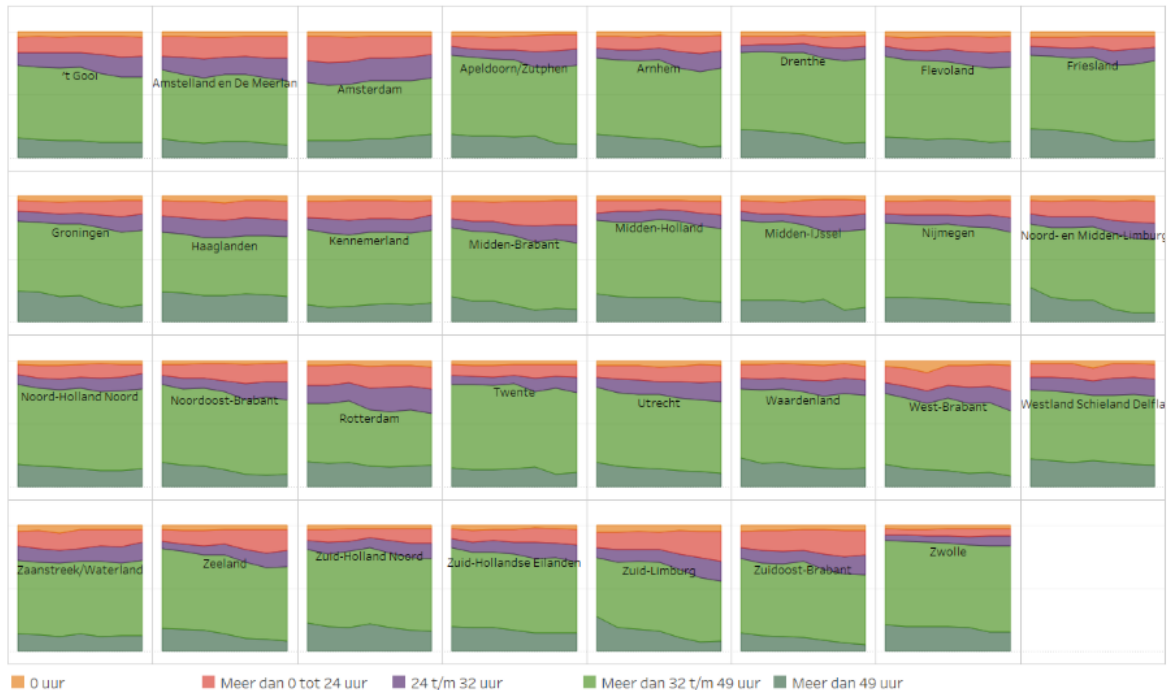 't Gooi
Amstelland en De Meerlan
Amsterdam
Apeldoorn/Zutphen
Arnhem
Drenthe
Flevoland
Friesland
Groningen
Haaglanden
Kennemerland
Midden-Brabant
Midden-Holland
Midden-IJssel
Nijmegen
Noord- en Midden-Limburg
Noord-Holland Noord
Noordoost-Brabant
Rotterdam
Twente
Utrecht
Waardenland
West-Brabant
Westland Schieland Delfla
Zaanstreek/Waterland
Zeeland
Zuid-Holland Noord
Zuid-Hollandse Eilanden
Zuid-Limburg
Zuidoost-Brabant
Zwolle
0 uur Meer dan 0 tot 24 uur 24 t/m 32 uur Meer dan 32 t/m 49 uur Meer dan 49 uur